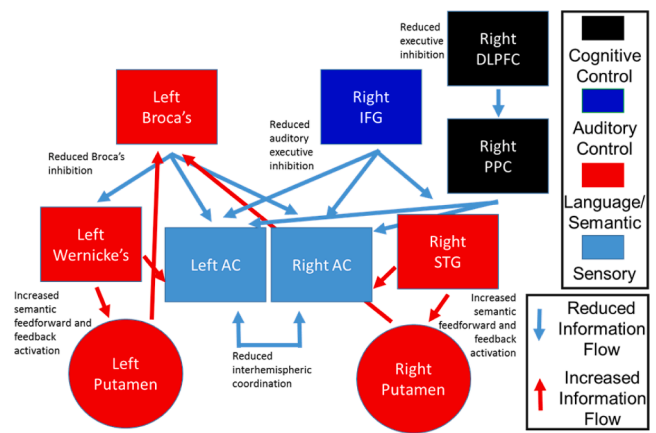 Reduced
executive
inhibition
Right
DLPFC
Cognitive
Control
Left
Broca's
Right
IFG
Reduced
auditory
executive
inhibition
Right
PPC
Auditory
Control
Reduced Broca's
inhibition
Language/
Semantic
Left
Wernicke's
Left AC
Right AC
Right
STG
Sensory
Increased
semantic
feedforward and
feedback
activation
Left
Putamen
Reduced
interhemispheric
coordination
Right
Putamen
Increased
semantic
feedforward and
feedback
activation
Reduced
Information
Flow
Increased
Information
Flow